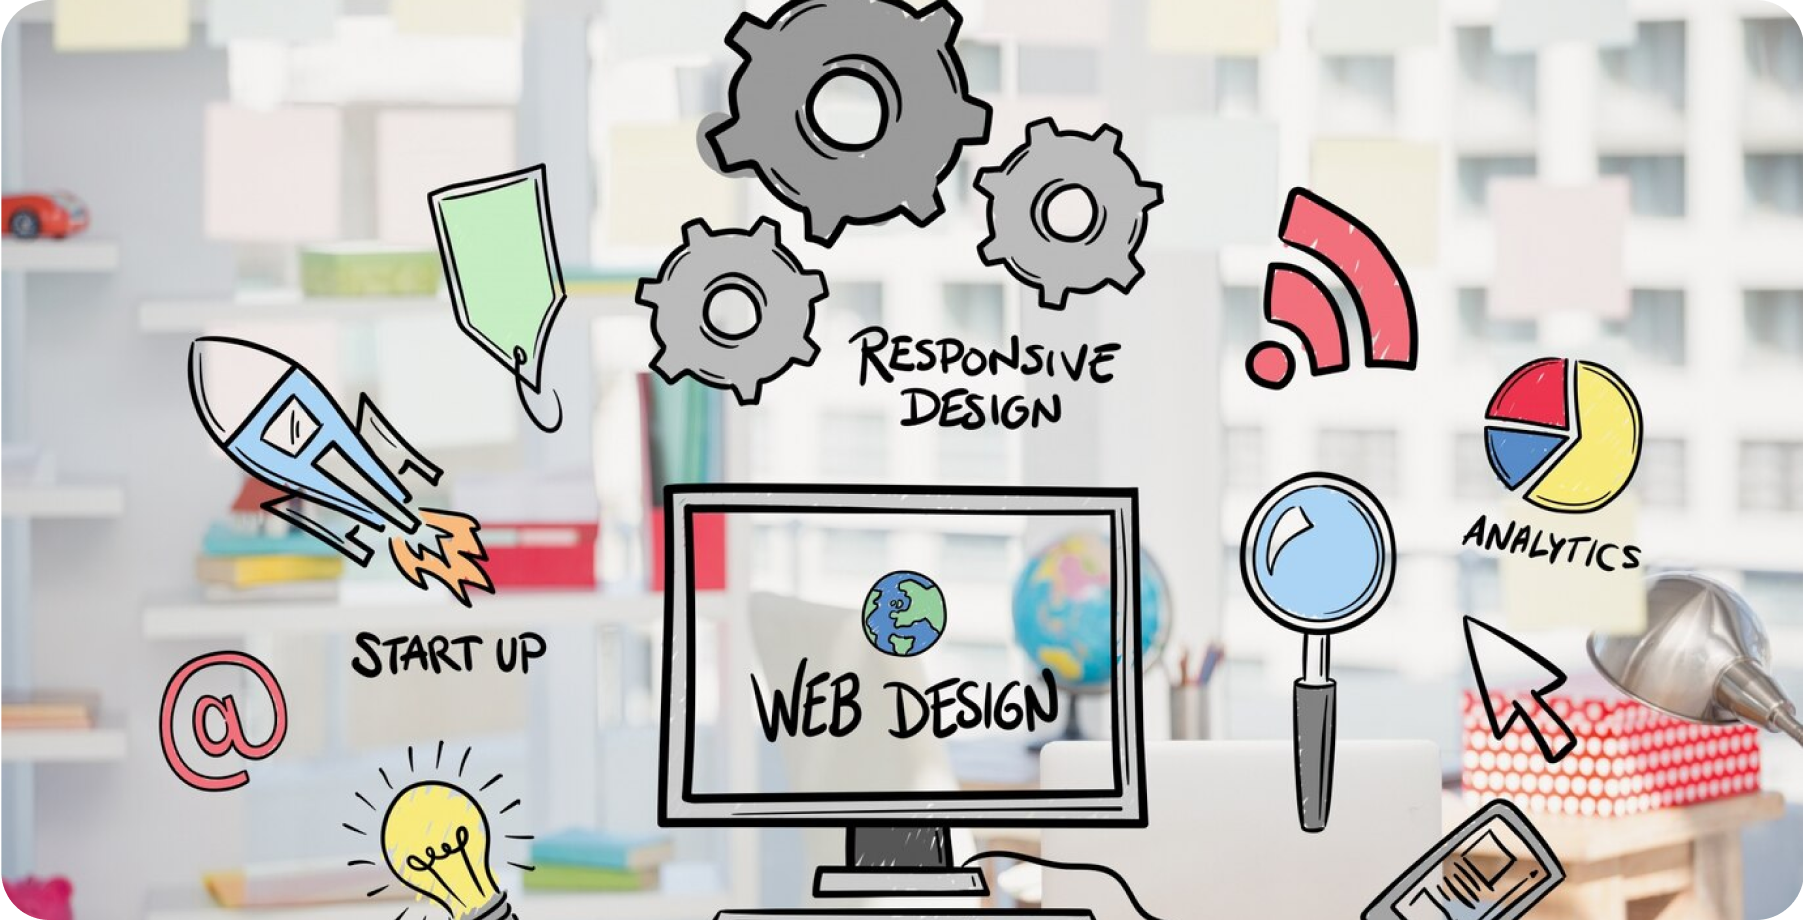 RESPONSIVE
DESIGN
ANALYTICS
START UP
@
WEB DESIGN